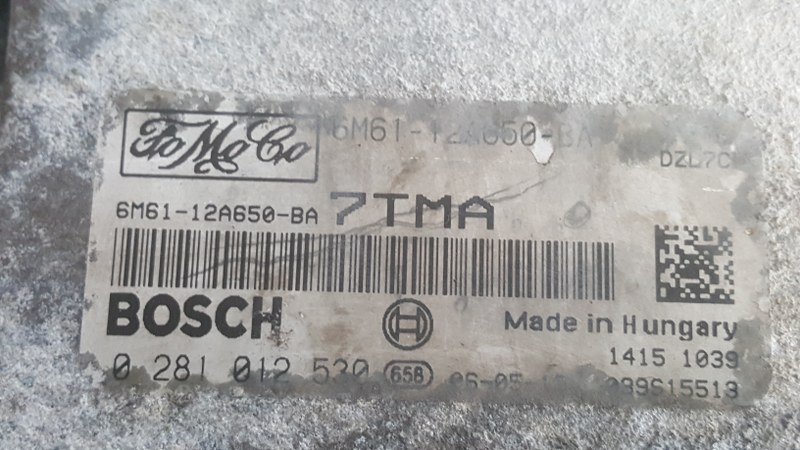 FoMoCo 6M61-12A650-BA
DZL7C
6M61-12A650-BA 7TMA
BOSCH Made in Hungary
1415 1039
0 281 012 530 658 06-05-